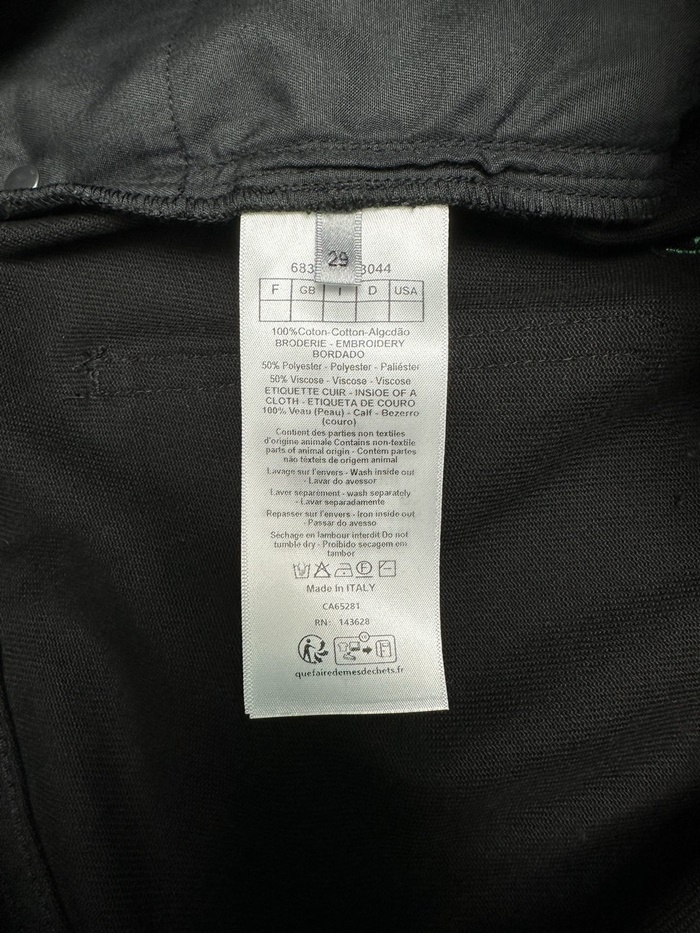 29
683 3044
F GB I D USA
100%Coton-Cotton-Algcdão
BRODERIE - EMBROIDERY
BORDADO
50% Polyester - Polyester - Paliéster
50% Viscose - Viscose - Viscose
ETIQUETTE CUIR - INSIDE OF A
CLOTH - ETIQUETA DE COURO
100% Veau (Peau) - Calf - Bezerro
(couro)
Contient des parties non textiles
d'origine animale Contains non-textile
parts of animal origin - Contém partes
não têxteis de origem animal
Lavage sur l'envers - Wash inside out
- Lavar do avessor
Laver séparément - wash separately
- Lavar separadamente
Repasser sur l'envers - Iron inside out
- Passar do avesso
Séchage en tambour interdit Do not
tumble dry - Proibido secagem em
tambor
Made in ITALY
CA65281
RN: 143628
quefairedemesdechets.fr